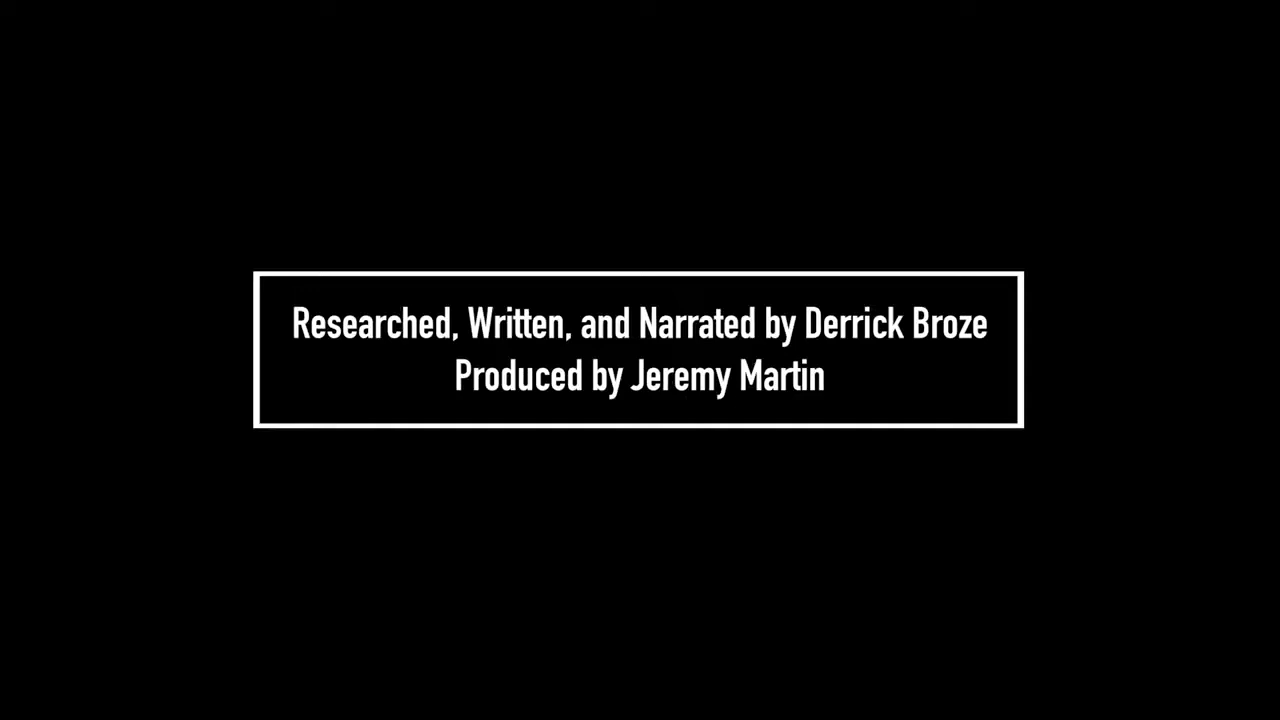 Researched, Written, and Narrated by Derrick Broze
Produced by Jeremy Martin